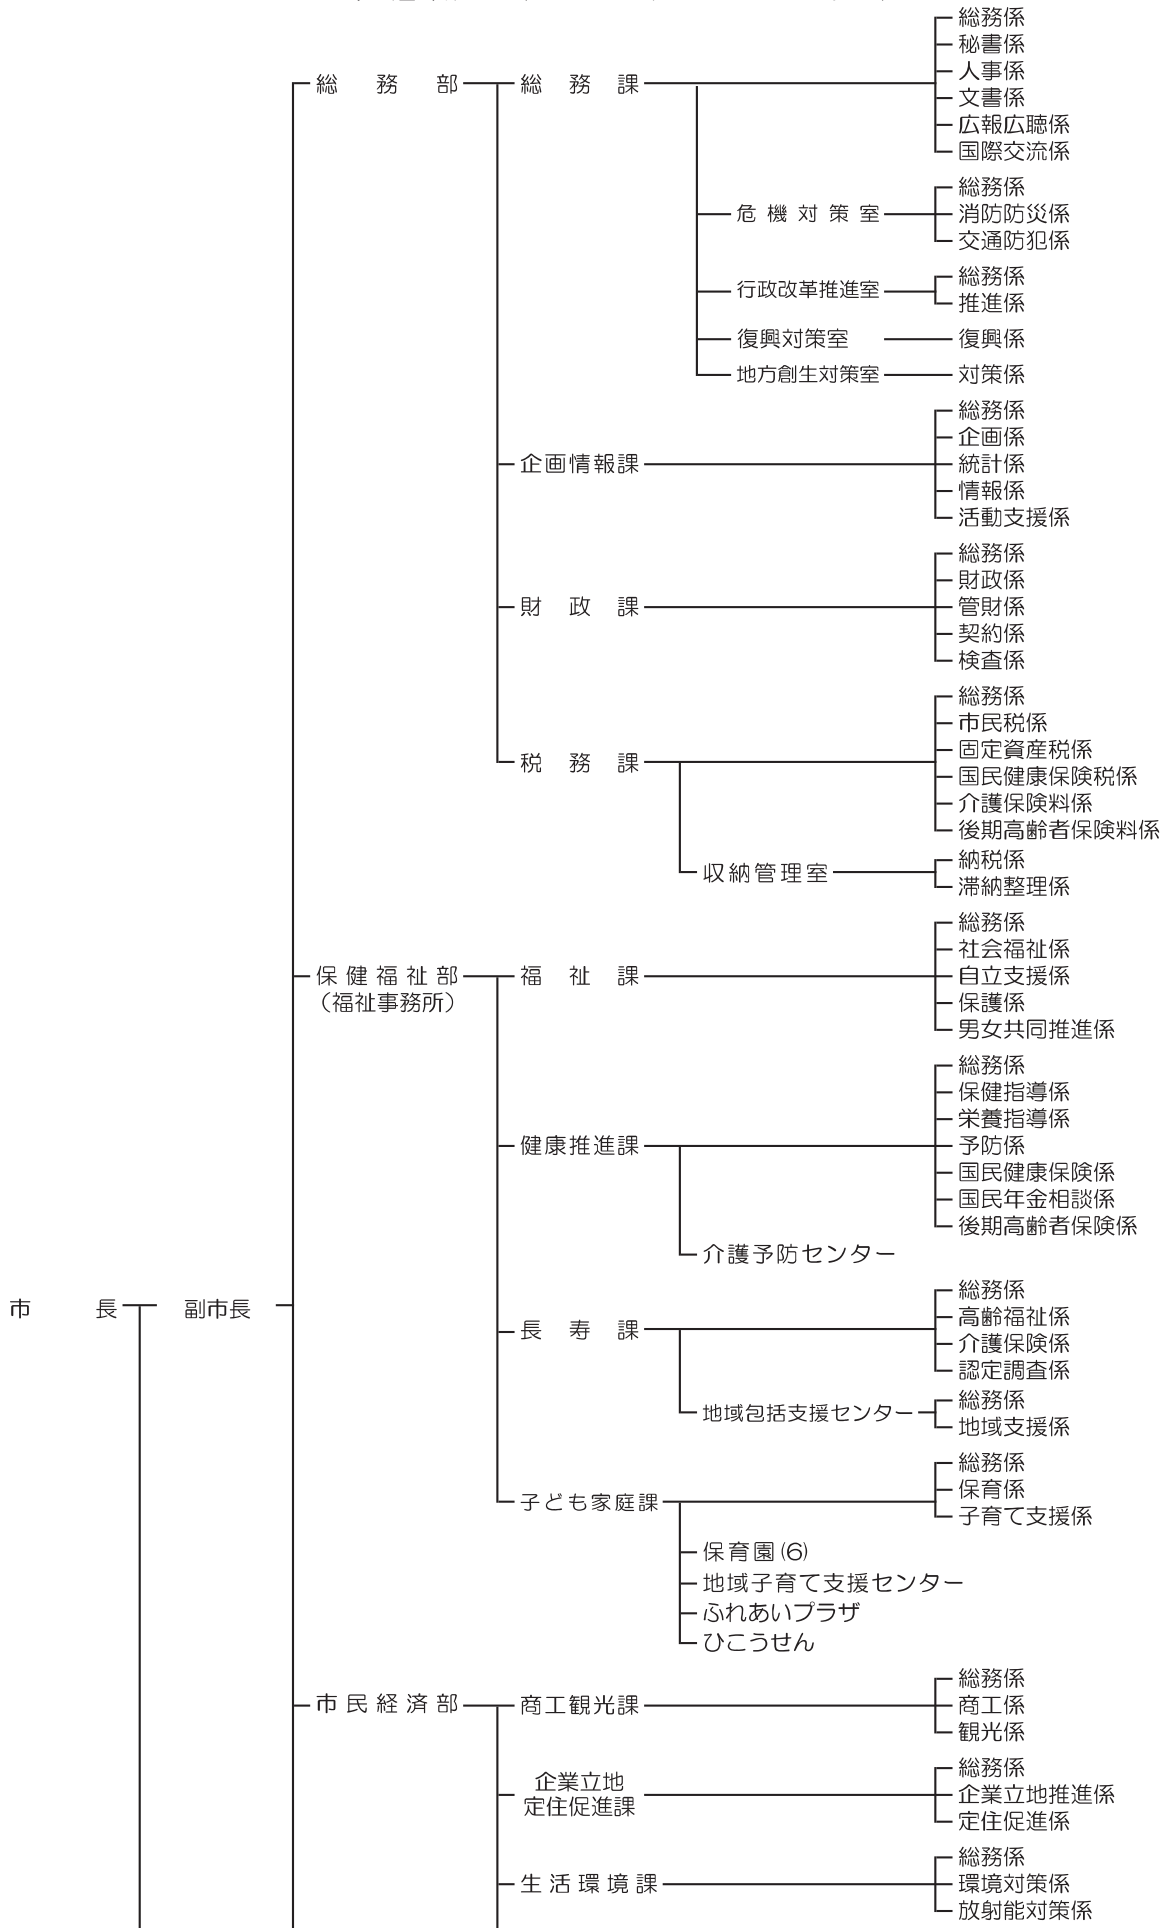 総務部
総務課
総務係
秘書係
人事係
文書係
広報広聴係
国際交流係
危機対策室
総務係
消防防災係
交通防犯係
行政改革推進室
総務係
推進係
復興対策室
復興係
地方創生対策室
対策係
企画情報課
総務係
企画係
統計係
情報係
活動支援係
財政課
総務係
財政係
管財係
契約係
検査係
税務課
総務係
市民税係
固定資産税係
国民健康保険税係
介護保険料係
後期高齢者保険料係
収納管理室
納税係
滞納整理係
保健福祉部
（福祉事務所）
福祉課
総務係
社会福祉係
自立支援係
保護係
男女共同推進係
健康推進課
総務係
保健指導係
栄養指導係
予防係
国民健康保険係
国民年金相談係
後期高齢者保険係
介護予防センター
市長
副市長
長寿課
総務係
高齢福祉係
介護保険係
認定調査係
地域包括支援センター
総務係
地域支援係
子ども家庭課
総務係
保育係
子育て支援係
保育園(6)
地域子育て支援センター
ふれあいプラザ
ひこうせん
市民経済部
商工観光課
総務係
商工係
観光係
企業立地
定住促進課
総務係
企業立地推進係
定住促進係
生活環境課
総務係
環境対策係
放射能対策係